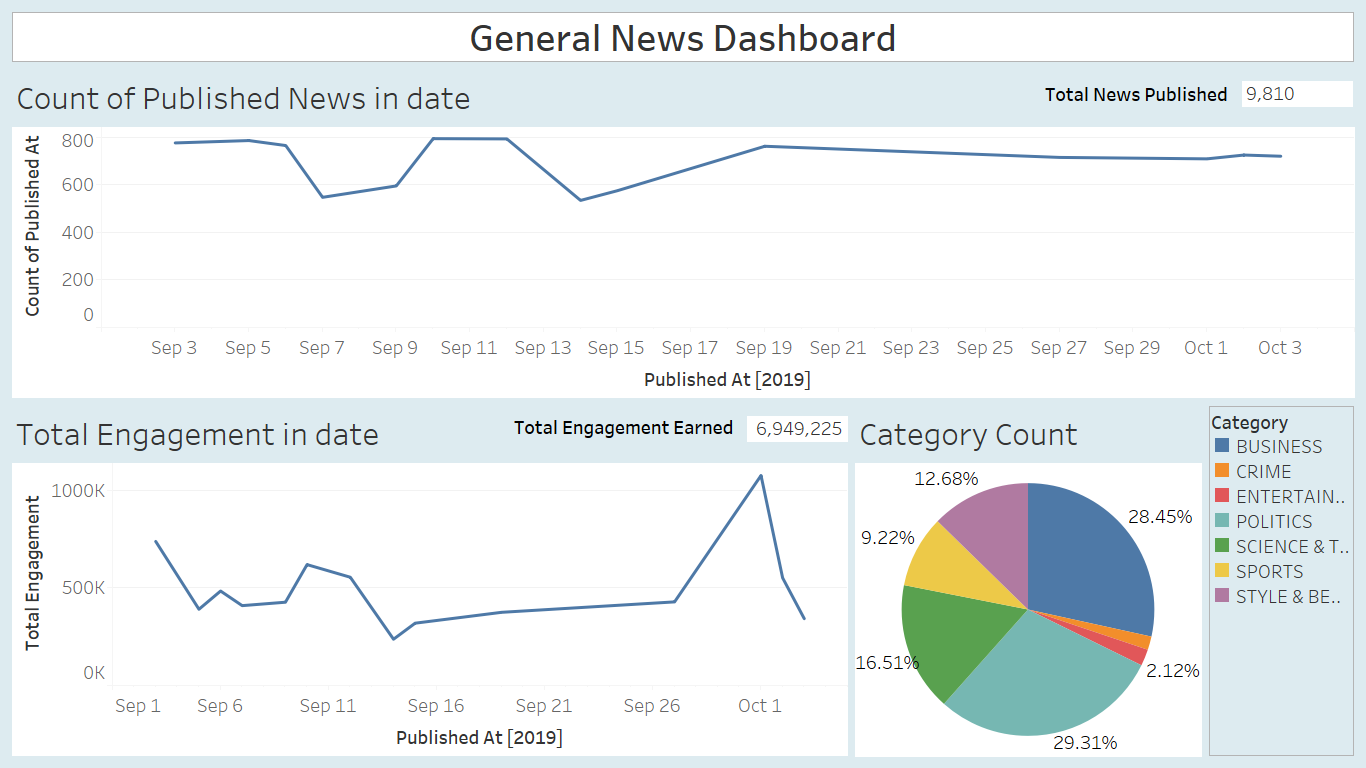 General News Dashboard
Count of Published News in date
Total News Published 9,810
Count of Published At
800
600
400
200
0
Sep 3 Sep 5 Sep 7 Sep 9 Sep 11 Sep 13 Sep 15 Sep 17 Sep 19 Sep 21 Sep 23 Sep 25 Sep 27 Sep 29 Oct 1 Oct 3
Published At [2019]
Total Engagement in date
Total Engagement Earned 6,949,225
Total Engagement
1000K
500K
0K
Sep 1 Sep 6 Sep 11 Sep 16 Sep 21 Sep 26 Oct 1
Published At [2019]
Category Count
12.68%
28.45%
9.22%
16.51%
2.12%
29.31%
Category
BUSINESS
CRIME
ENTERTAIN..
POLITICS
SCIENCE & T..
SPORTS
STYLE & BE..